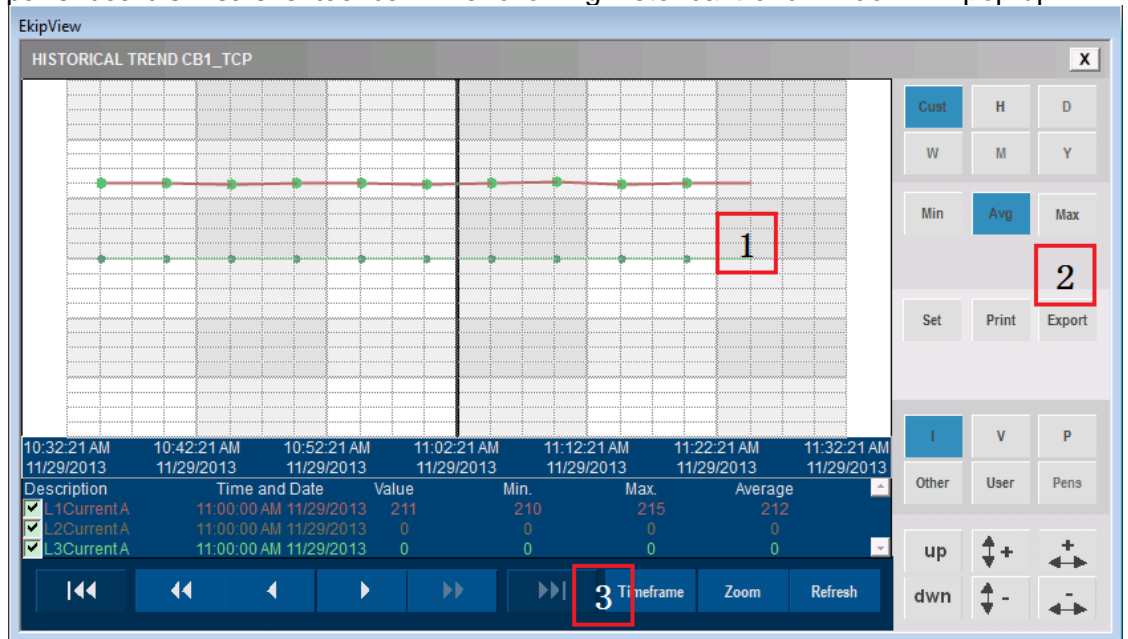 EkipView
HISTORICAL TREND CB1_TCP
X
Cust H D
W M Y
Min Avg Max
1
2
Set Print Export
I V P
Other User Pens
up + +
dwn - -
10:32:21 AM 10:42:21 AM 10:52:21 AM 11:02:21 AM 11:12:21 AM 11:22:21 AM 11:32:21 AM
11/29/2013 11/29/2013 11/29/2013 11/29/2013 11/29/2013 11/29/2013 11/29/2013
Description Time and Date Value Min. Max. Average
L1Current A 11:00:00 AM 11/29/2013 211 210 215 212
L2Current A 11:00:00 AM 11/29/2013 0 0 0 0
L3Current A 11:00:00 AM 11/29/2013 0 0 0 0
3 Timeframe Zoom Refresh